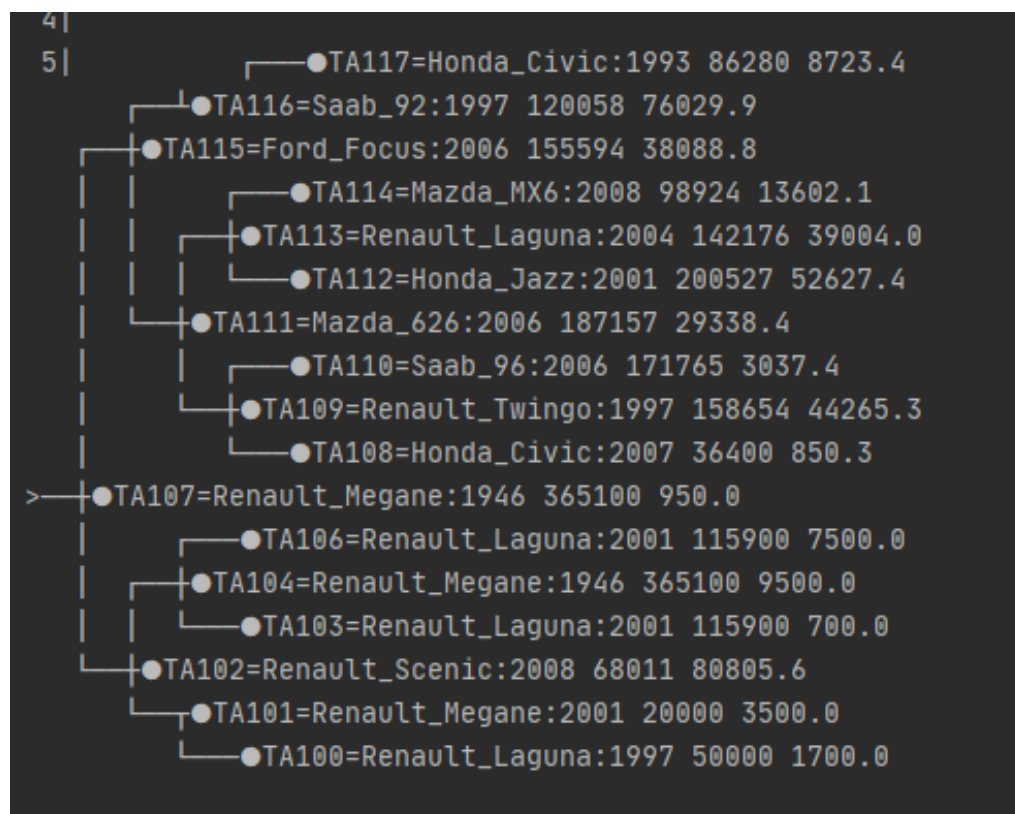 4|
5| ┌──●TA117=Honda_Civic:1993 86280 8723.4
┌──┴●TA116=Saab_92:1997 120058 76029.9
┌──┼●TA115=Ford_Focus:2006 155594 38088.8
│ │ ┌──●TA114=Mazda_MX6:2008 98924 13602.1
│ │ ┌──┼●TA113=Renault_Laguna:2004 142176 39004.0
│ │ │ └──●TA112=Honda_Jazz:2001 200527 52627.4
│ └──┼●TA111=Mazda_626:2006 187157 29338.4
│ │ ┌──●TA110=Saab_96:2006 171765 3037.4
│ └──┼●TA109=Renault_Twingo:1997 158654 44265.3
│ └──●TA108=Honda_Civic:2007 36400 850.3
>──┼●TA107=Renault_Megane:1946 365100 950.0
│ ┌──●TA106=Renault_Laguna:2001 115900 7500.0
│ ┌──┼●TA104=Renault_Megane:1946 365100 9500.0
│ │ └──●TA103=Renault_Laguna:2001 115900 700.0
└──┼●TA102=Renault_Scenic:2008 68011 80805.6
└──┬●TA101=Renault_Megane:2001 20000 3500.0
└──●TA100=Renault_Laguna:1997 50000 1700.0